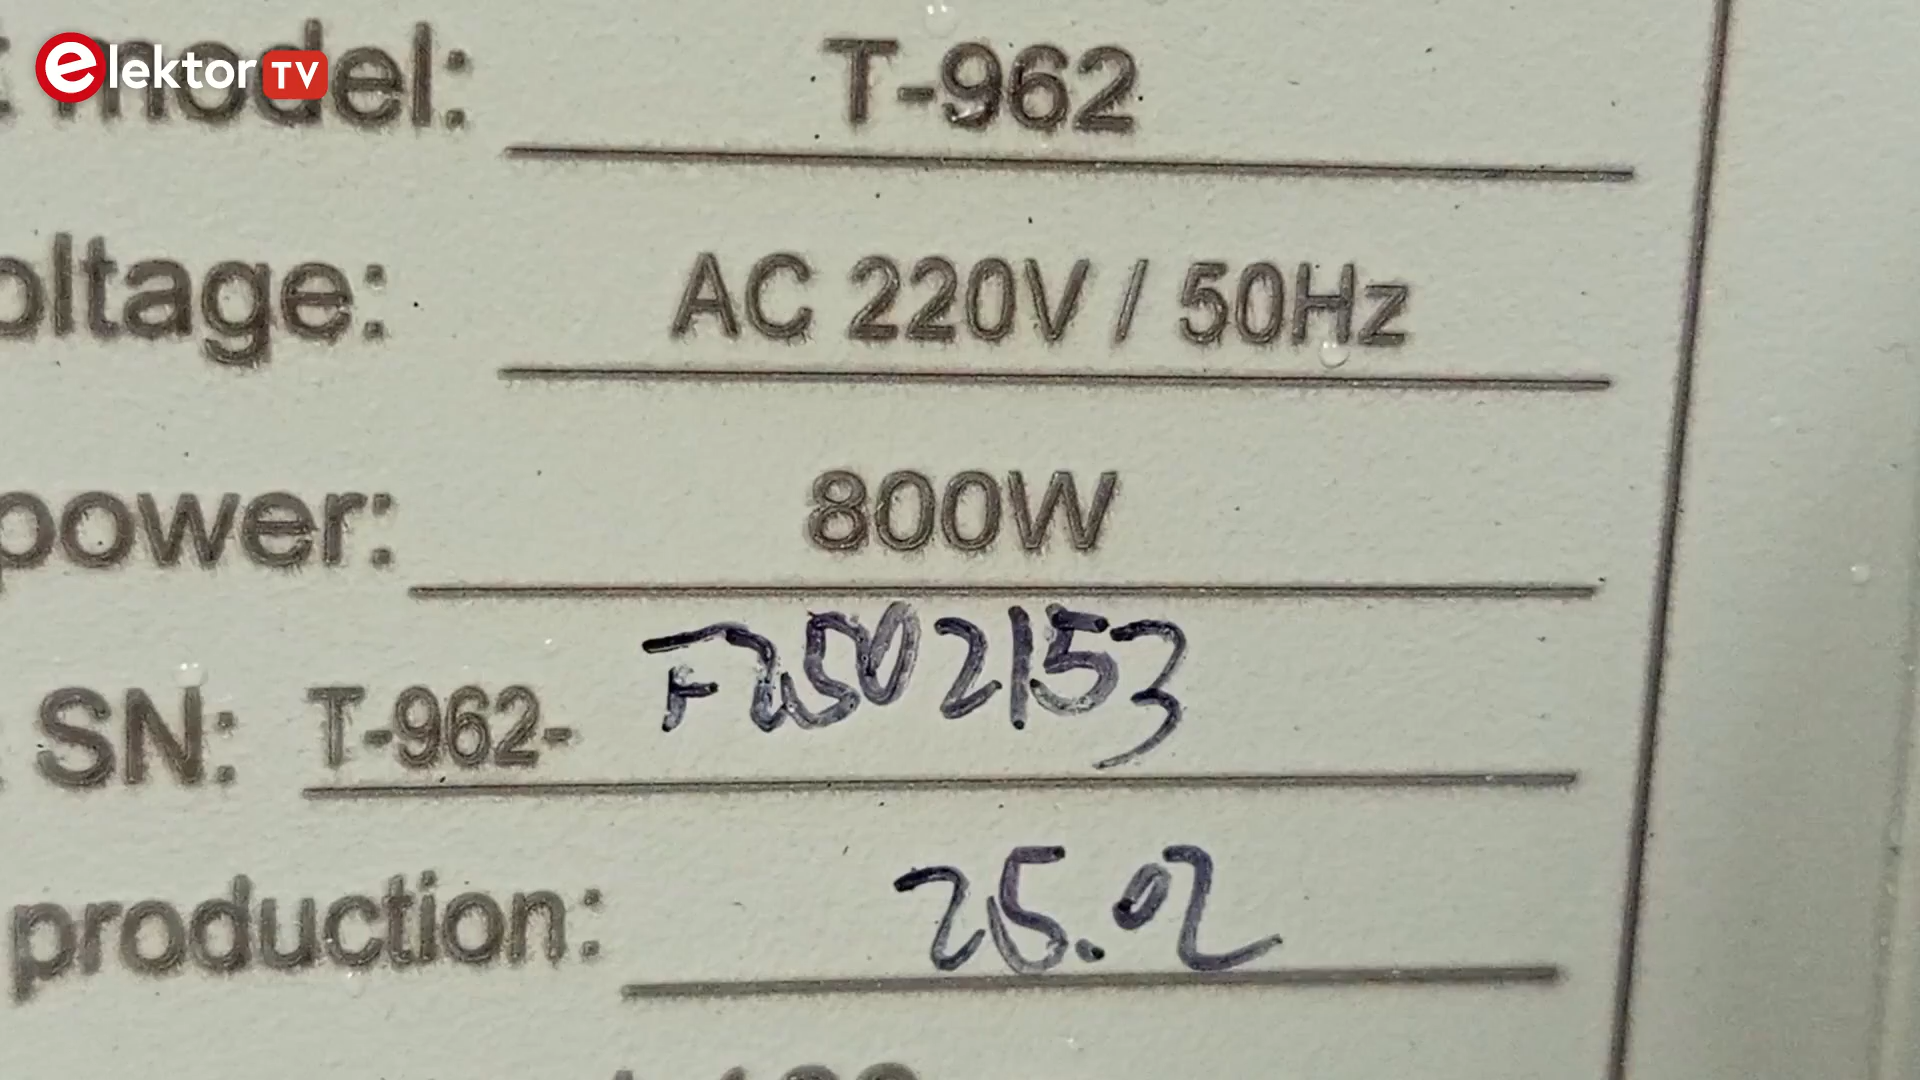 elektor TV
model: T-962
oltage: AC 220V / 50Hz
power: 800W
SN: T-962- F2502153
production: 25.02